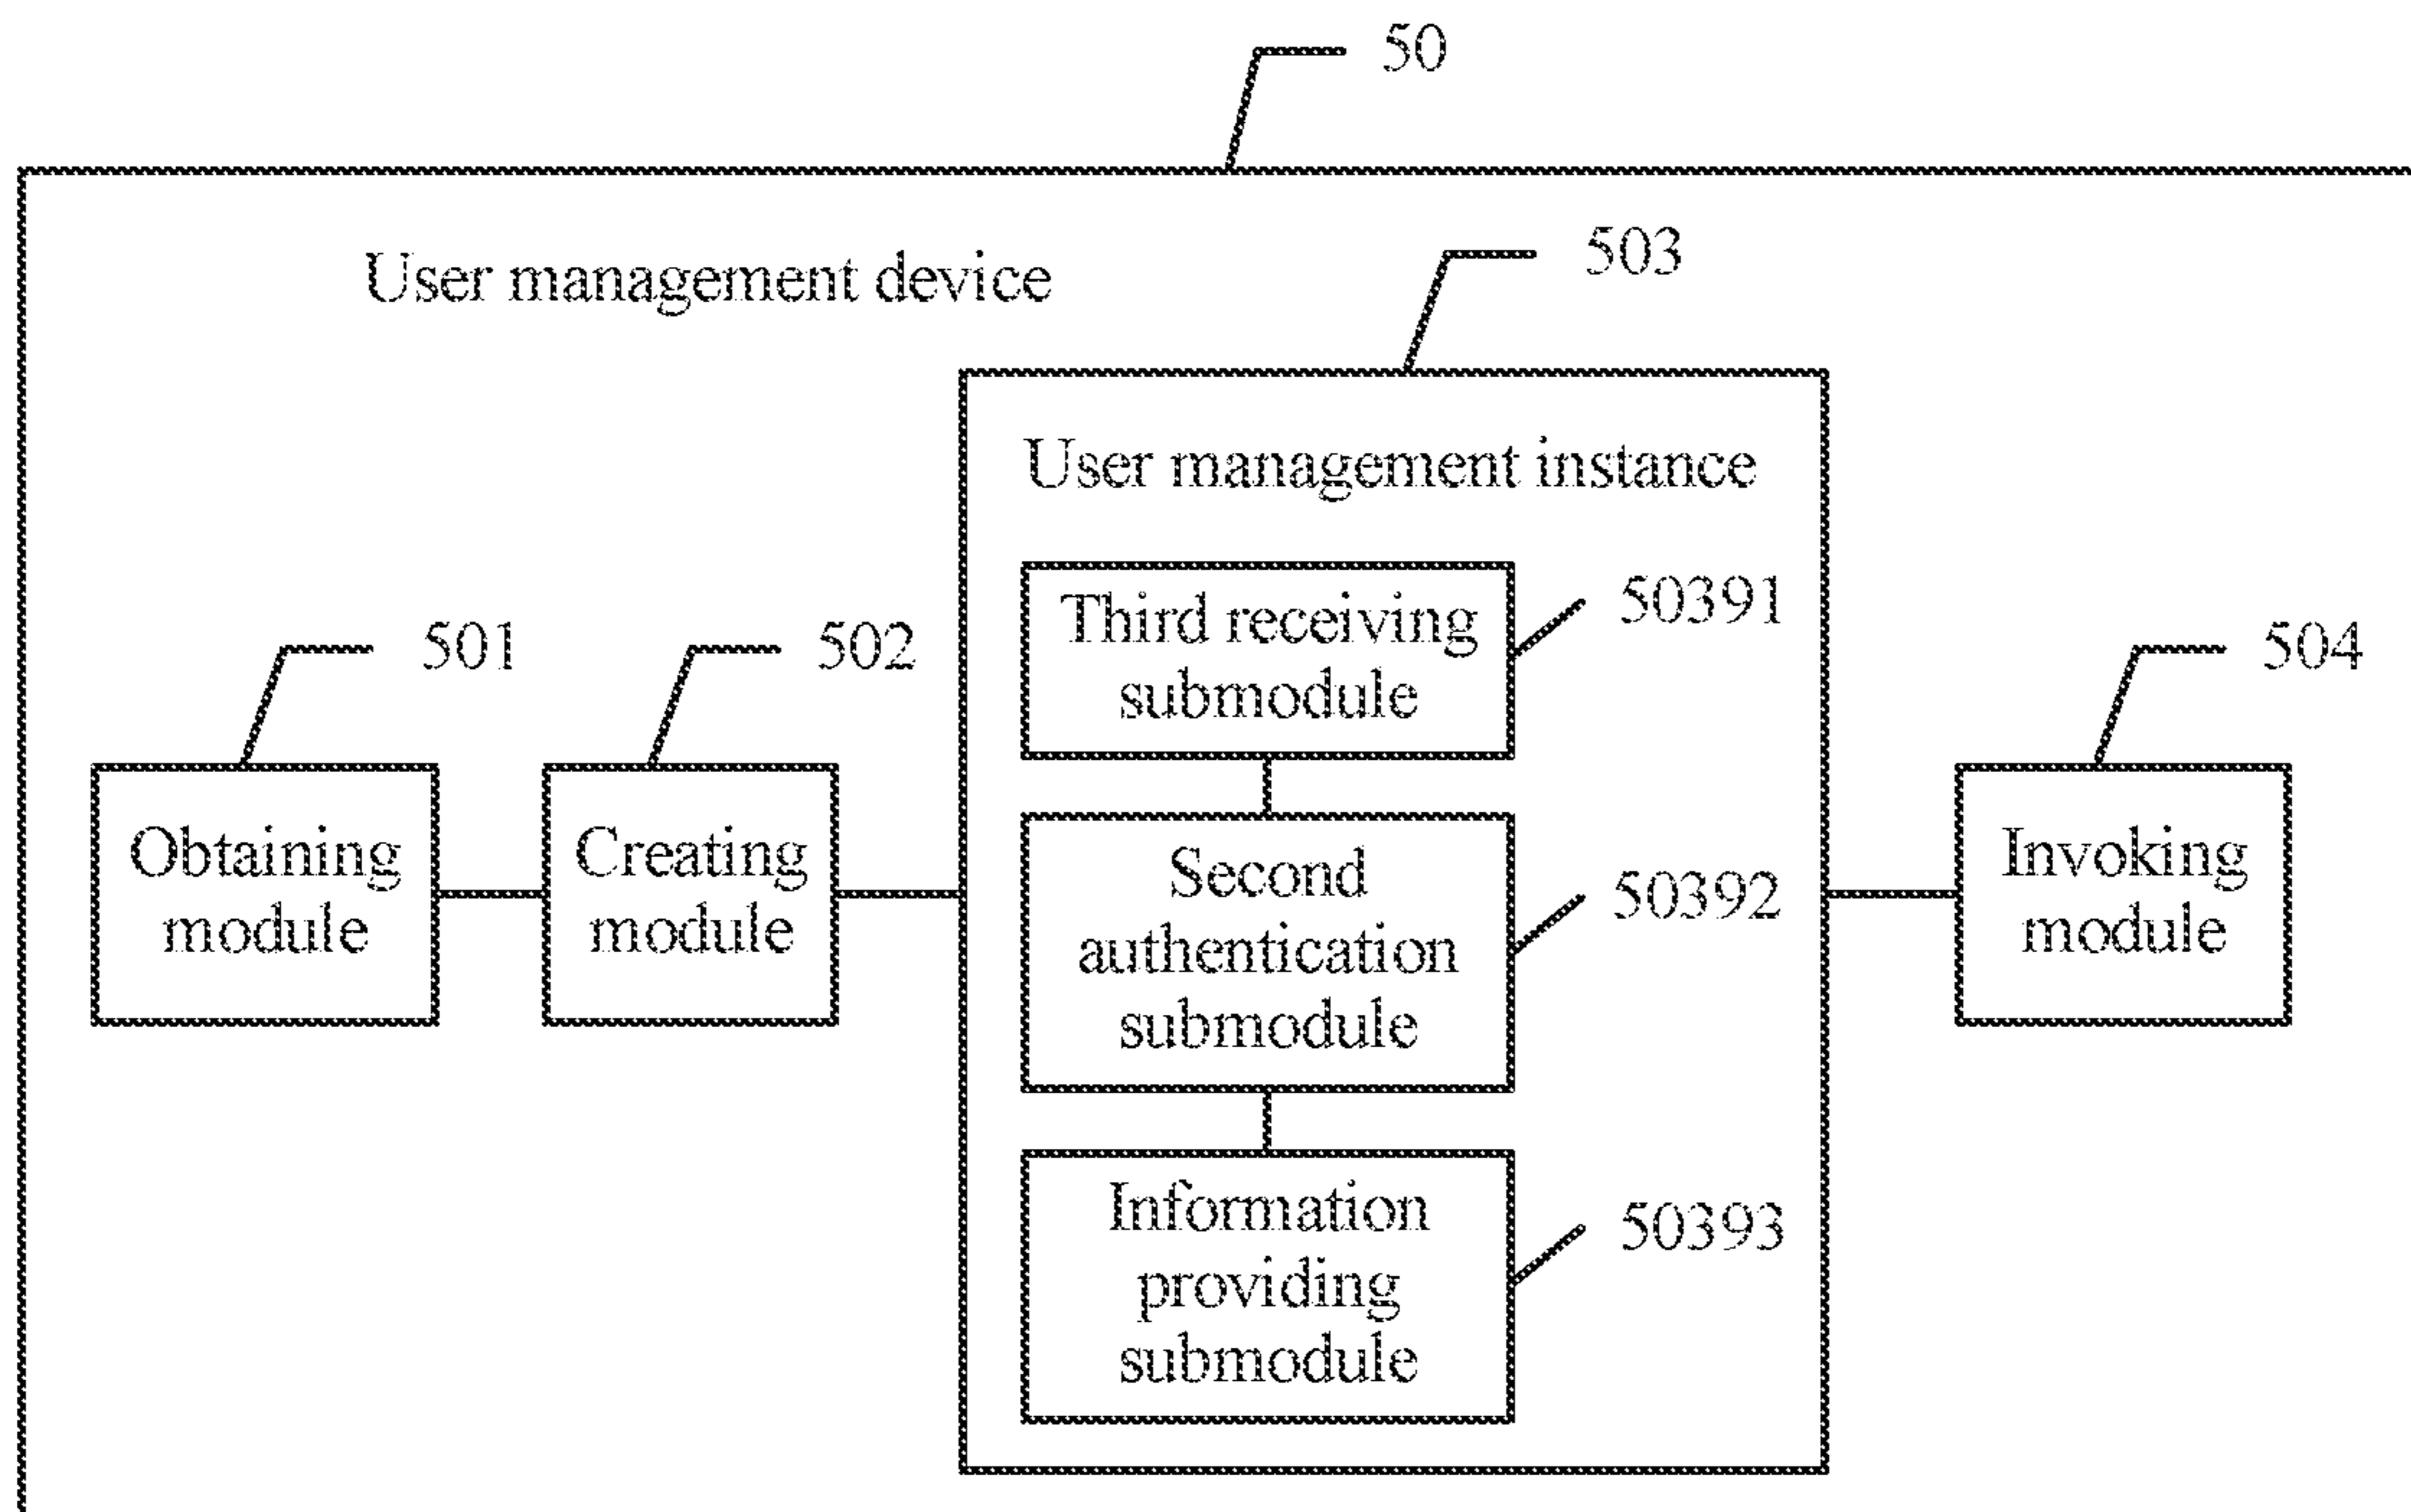 50
User management device
503
User management instance
Third receiving
submodule
50391
501
502
504
Obtaining
module
Creating
module
Second
authentication
submodule
50392
Invoking
module
Information
providing
submodule
50393